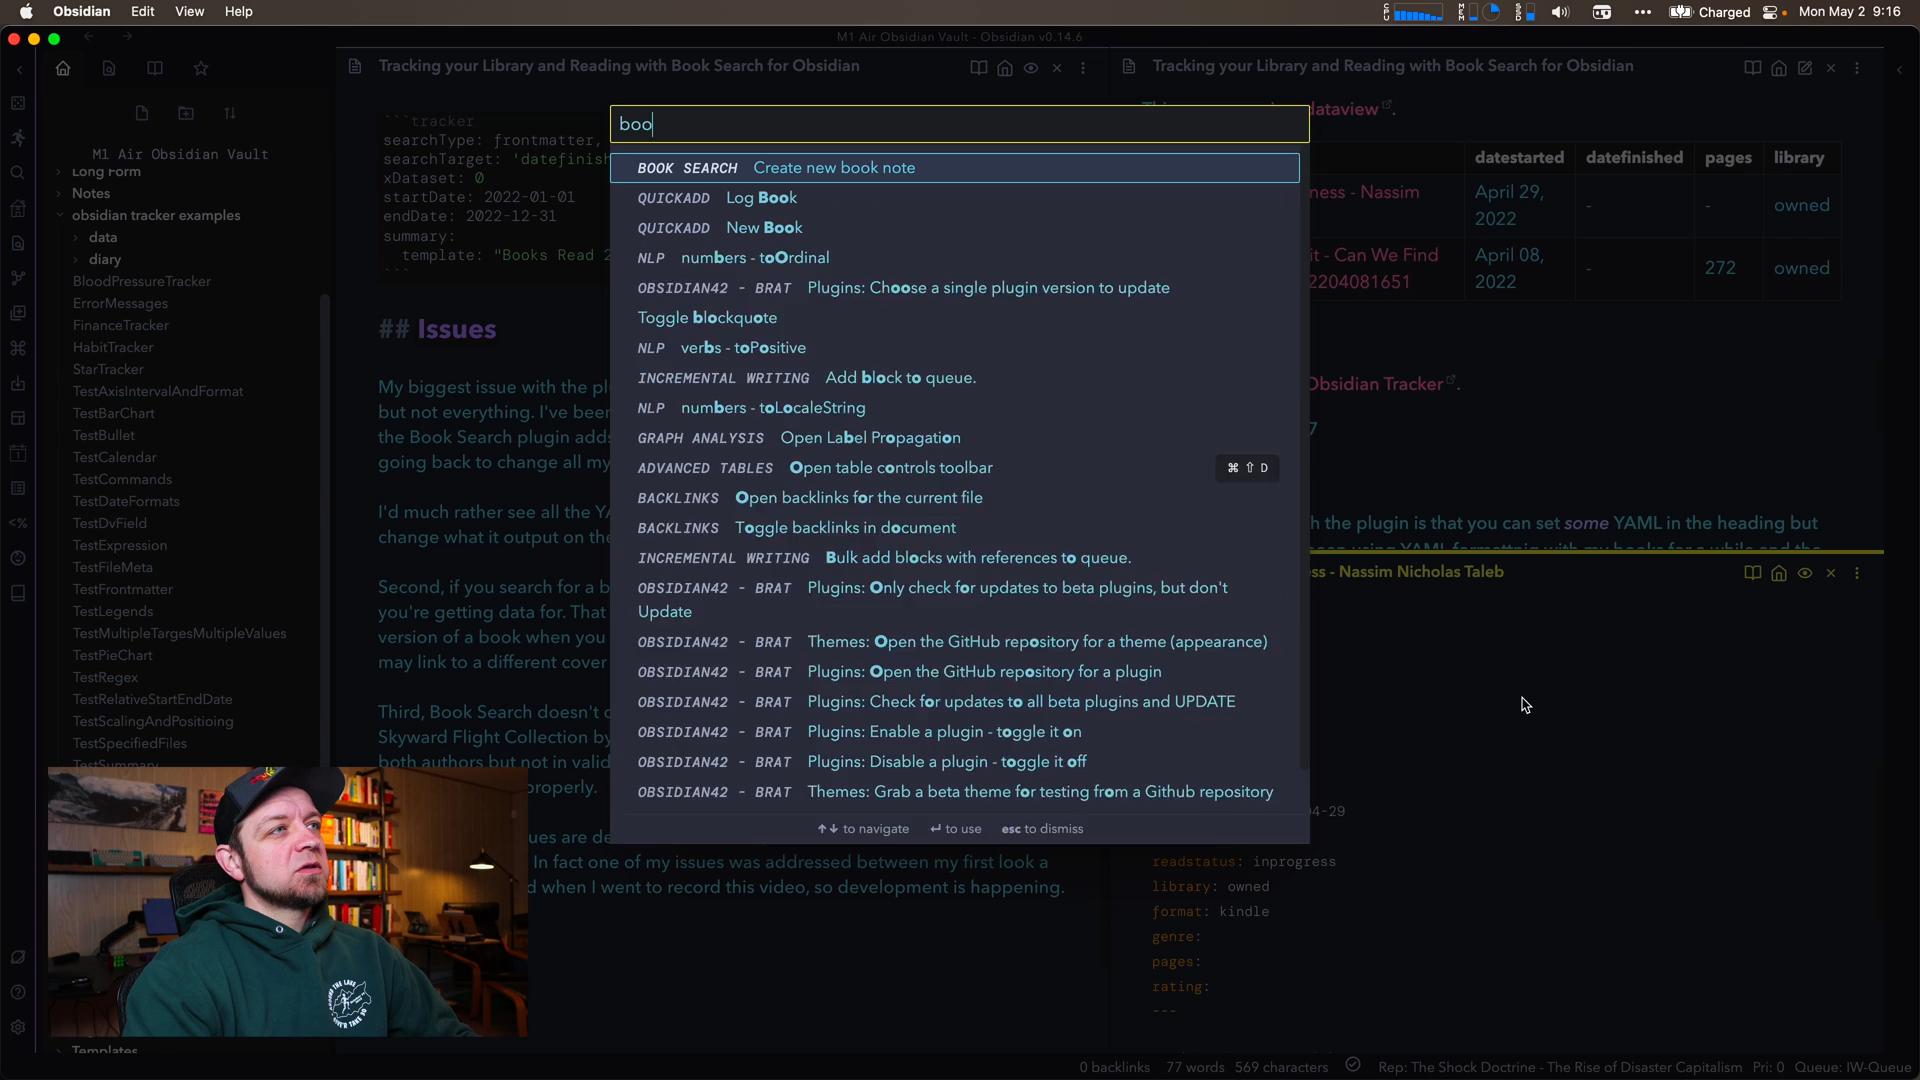 Obsidian Edit View Help
CPU MEM SSD Charged Mon May 2 9:16
M1 Air Obsidian Vault - Obsidian v0.14.6
Tracking your Library and Reading with Book Search for Obsidian
Tracking your Library and Reading with Book Search for Obsidian
M1 Air Obsidian Vault
Long Form
Notes
obsidian tracker examples
data
diary
BloodPressureTracker
ErrorMessages
FinanceTracker
HabitTracker
StarTracker
TestAxisIntervalAndFormat
TestBarChart
TestBullet
TestCalendar
TestCommands
TestDateFormats
TestDvField
TestExpression
TestFileMeta
TestFrontmatter
TestLegends
TestMultipleTargesMultipleValues
TestPieChart
TestRegex
TestRelativeStartEndDate
TestScalingAndPositioing
TestSpecifiedFiles
TestSummary
Templates
```tracker
searchType: frontmatter,
searchTarget: 'datefinish
xDataset: 0
startDate: 2022-01-01
endDate: 2022-12-31
summary:
template: "Books Read 2
```
## Issues
My biggest issue with the pl
but not everything. I've been
the Book Search plugin adds
going back to change all my
I'd much rather see all the YA
change what it output on the
Second, if you search for a b
you're getting data for. That
version of a book when you
may link to a different cover
Third, Book Search doesn't c
Skyward Flight Collection by
both authors but not in valid
properly.
ues are de
In fact one of my issues was addressed between my first look a
d when I went to record this video, so development is happening.
boo
BOOK SEARCH Create new book note
QUICKADD Log Book
QUICKADD New Book
NLP numbers - toOrdinal
OBSIDIAN42 - BRAT Plugins: Choose a single plugin version to update
Toggle blockquote
NLP verbs - toPositive
INCREMENTAL WRITING Add block to queue.
NLP numbers - toLocaleString
GRAPH ANALYSIS Open Label Propagation
ADVANCED TABLES Open table controls toolbar ⌘ ⇧ D
BACKLINKS Open backlinks for the current file
BACKLINKS Toggle backlinks in document
INCREMENTAL WRITING Bulk add blocks with references to queue.
OBSIDIAN42 - BRAT Plugins: Only check for updates to beta plugins, but don't
Update
OBSIDIAN42 - BRAT Themes: Open the GitHub repository for a theme (appearance)
OBSIDIAN42 - BRAT Plugins: Open the GitHub repository for a plugin
OBSIDIAN42 - BRAT Plugins: Check for updates to all beta plugins and UPDATE
OBSIDIAN42 - BRAT Plugins: Enable a plugin - toggle it on
OBSIDIAN42 - BRAT Plugins: Disable a plugin - toggle it off
OBSIDIAN42 - BRAT Themes: Grab a beta theme for testing from a Github repository
↑↓ to navigate ↵ to use esc to dismiss
dataview.
datestarted datefinished pages library
ness - Nassim April 29, 2022 - - owned
it - Can We Find 2204081651 April 08, 2022 - 272 owned
Obsidian Tracker.
7
h the plugin is that you can set some YAML in the heading but
been using YAML formattnig with my books for a while and the
ss - Nassim Nicholas Taleb
04-29
readstatus: inprogress
library: owned
format: kindle
genre:
pages:
rating:
---
0 backlinks 77 words 569 characters Rep: The Shock Doctrine - The Rise of Disaster Capitalism Pri: 0 Queue: IW-Queue